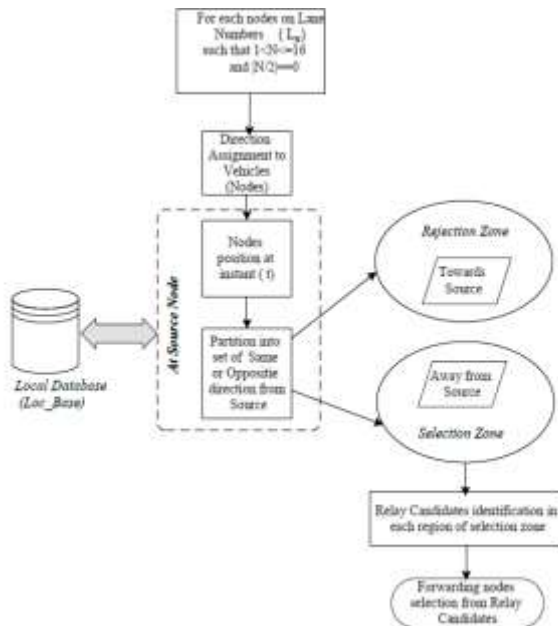 For each nodes on Lane
Numbers ( LN)
such that 1<N<=16
and |N/2|==0
Direction
Assignment to
Vehicles
(Nodes)
At Source Node
Nodes
position at
instant ( t)
Partition into
set of Same
or Oppositie
direction from
Source
Local Database
(Loc_Base)
Rejection Zone
Towards
Source
Away from
Source
Selection Zone
Relay Candidates identification in
each region of selection zone
Forwarding nodes
selection from Relay
Candidates